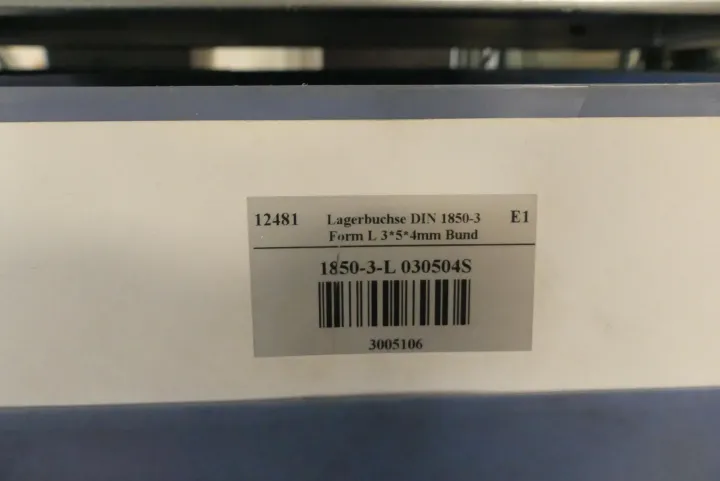 12481 Lagerbuchse DIN 1850-3 E1
Form L 3*5*4mm Bund
1850-3-L 030504S
3005106